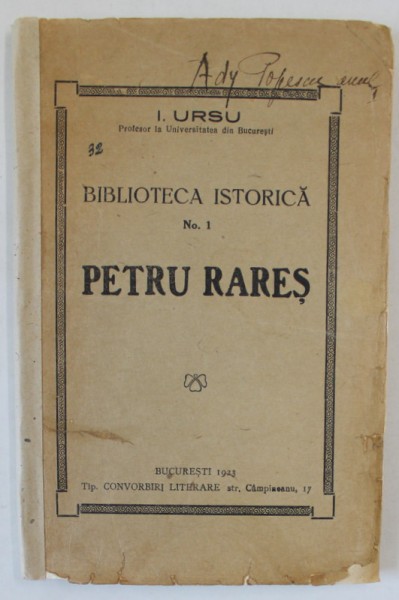 Ady Popescu
I. URSU
Profesor la Universitatea din București
32
BIBLIOTECA ISTORICĂ
No. 1
PETRU RAREȘ
BUCUREȘTI 1923
Tip. CONVORBIRI LITERARE str. Câmpineanu, 17